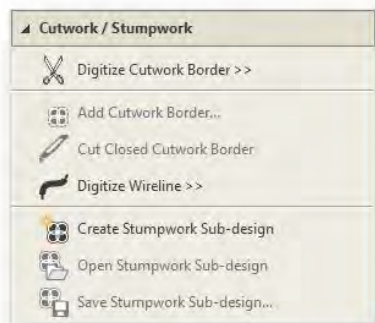 Cutwork / Stumpwork
Digitize Cutwork Border >>
Add Cutwork Border...
Cut Closed Cutwork Border
Digitize Wireline >>
Create Stumpwork Sub-design
Open Stumpwork Sub-design
Save Stumpwork Sub-design...